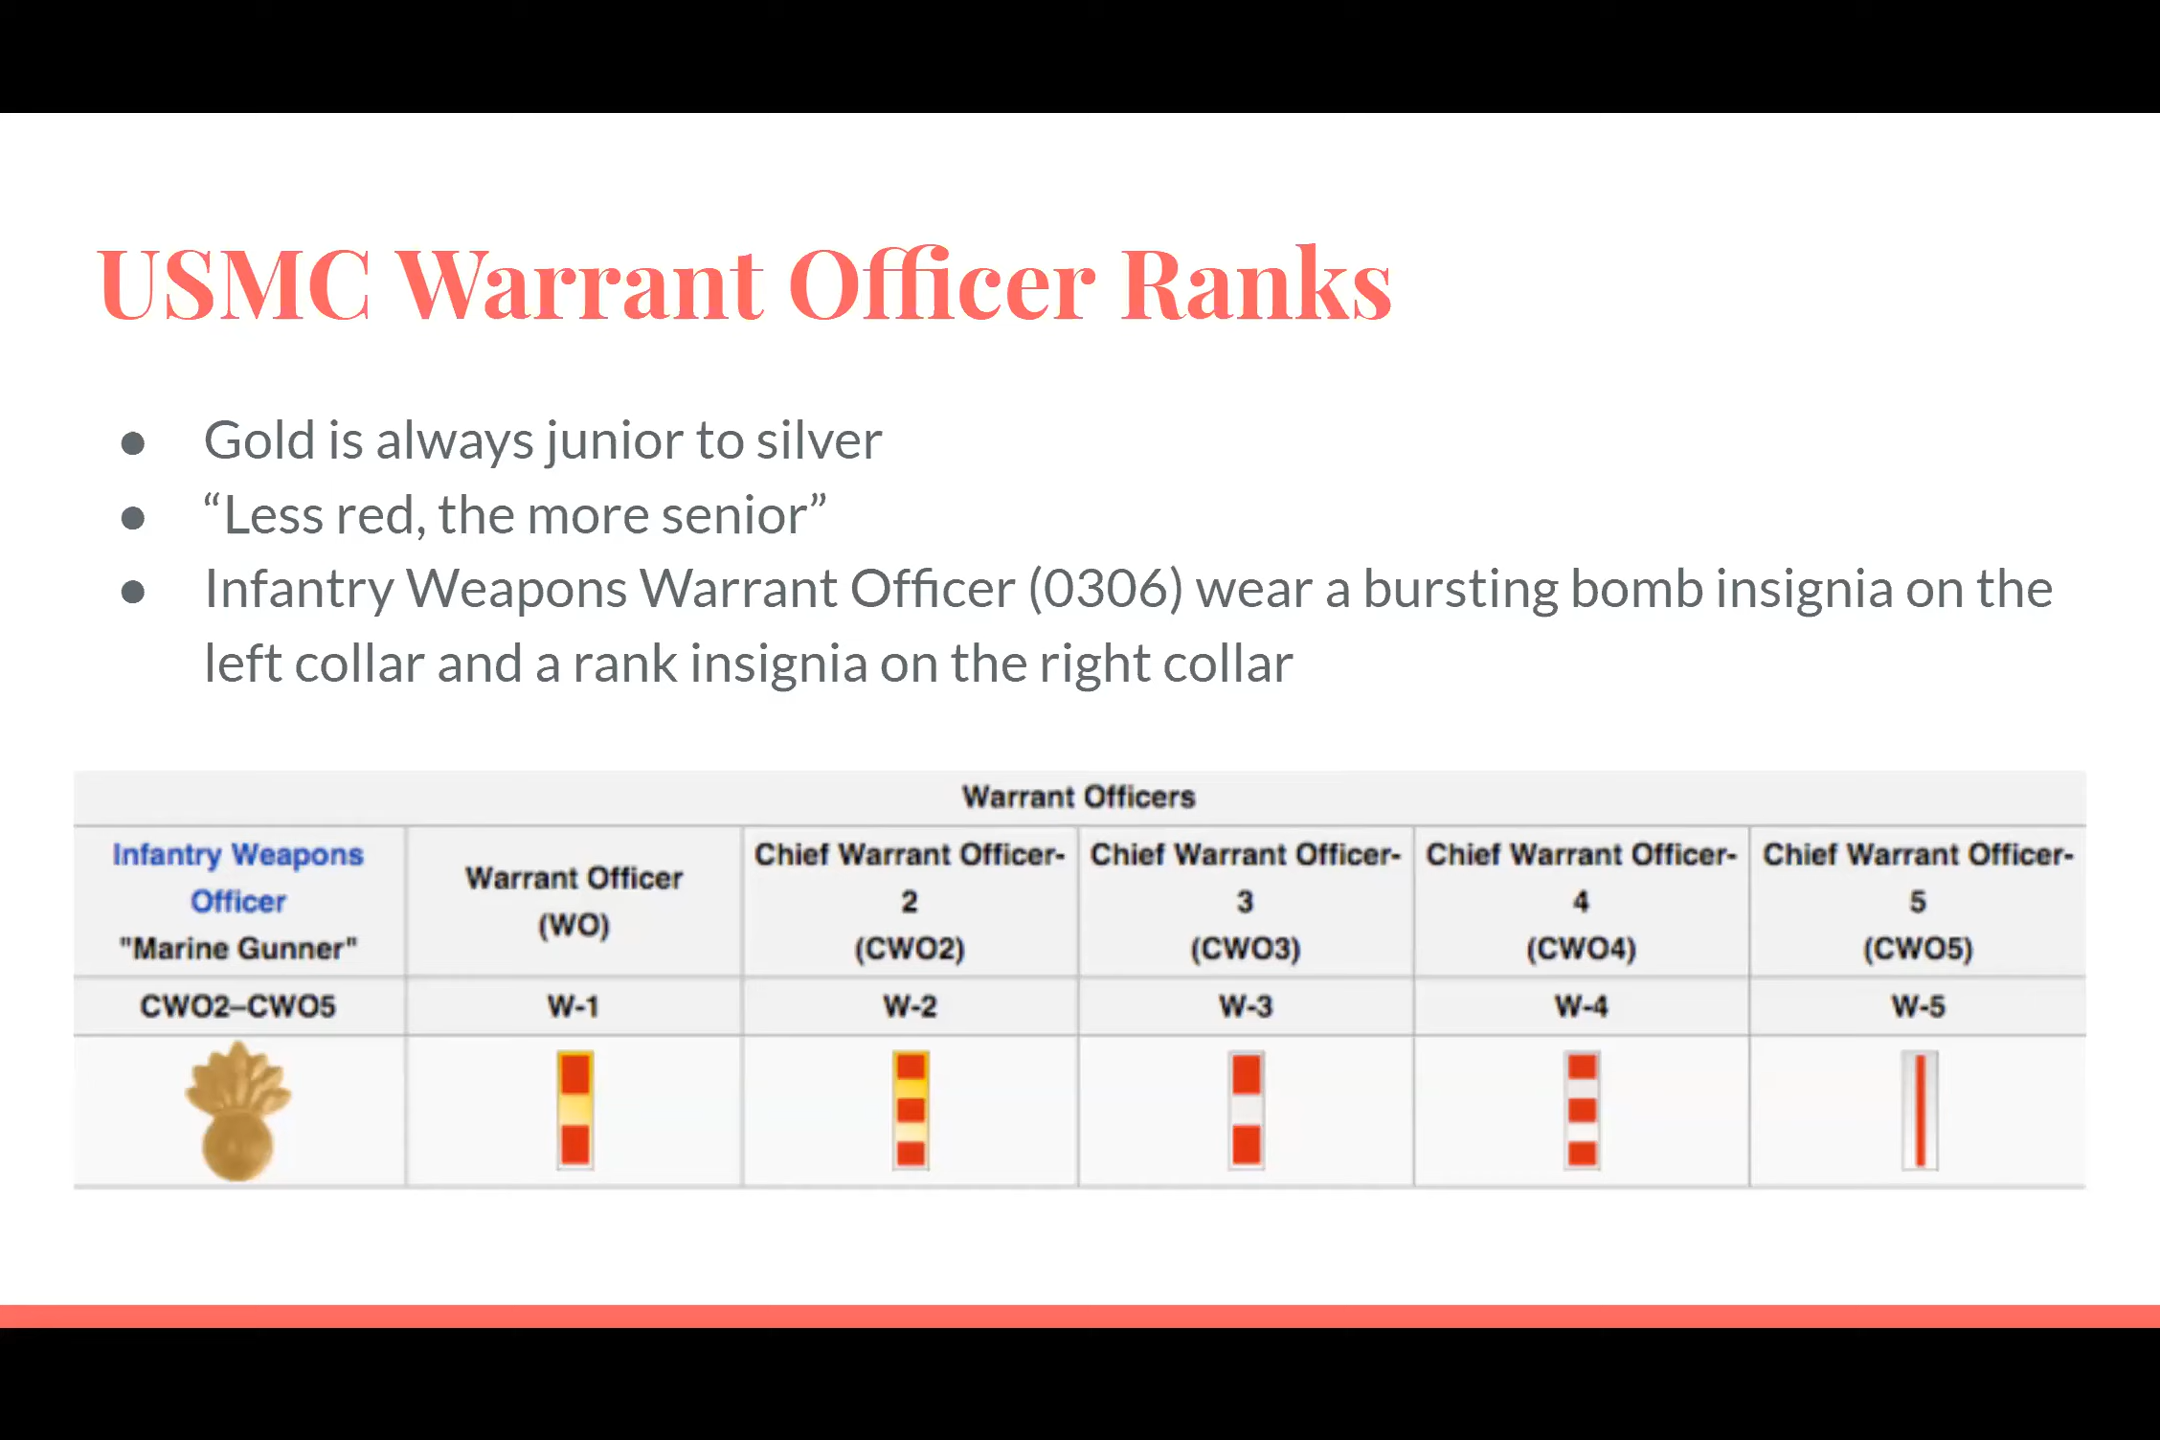 USMC Warrant Officer Ranks
● Gold is always junior to silver
● “Less red, the more senior”
● Infantry Weapons Warrant Officer (0306) wear a bursting bomb insignia on the
left collar and a rank insignia on the right collar
Warrant Officers
Infantry Weapons
Officer
"Marine Gunner"
Warrant Officer
(WO)
Chief Warrant Officer-
2
(CWO2)
Chief Warrant Officer-
3
(CWO3)
Chief Warrant Officer-
4
(CWO4)
Chief Warrant Officer-
5
(CWO5)
CWO2–CWO5
W-1
W-2
W-3
W-4
W-5